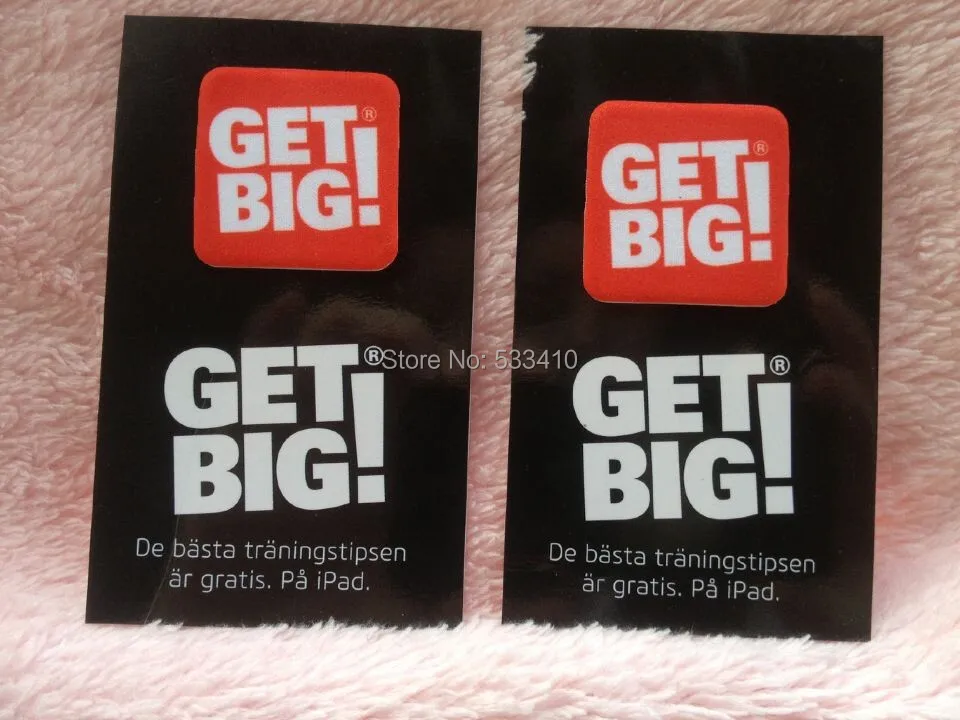 GET®
BIG!
GET®
BIG!
De bästa träningstipsen
är gratis. På iPad.
GET®
BIG!
GET®
BIG!
De bästa träningstipsen
är gratis. På iPad.
Store No: 533410